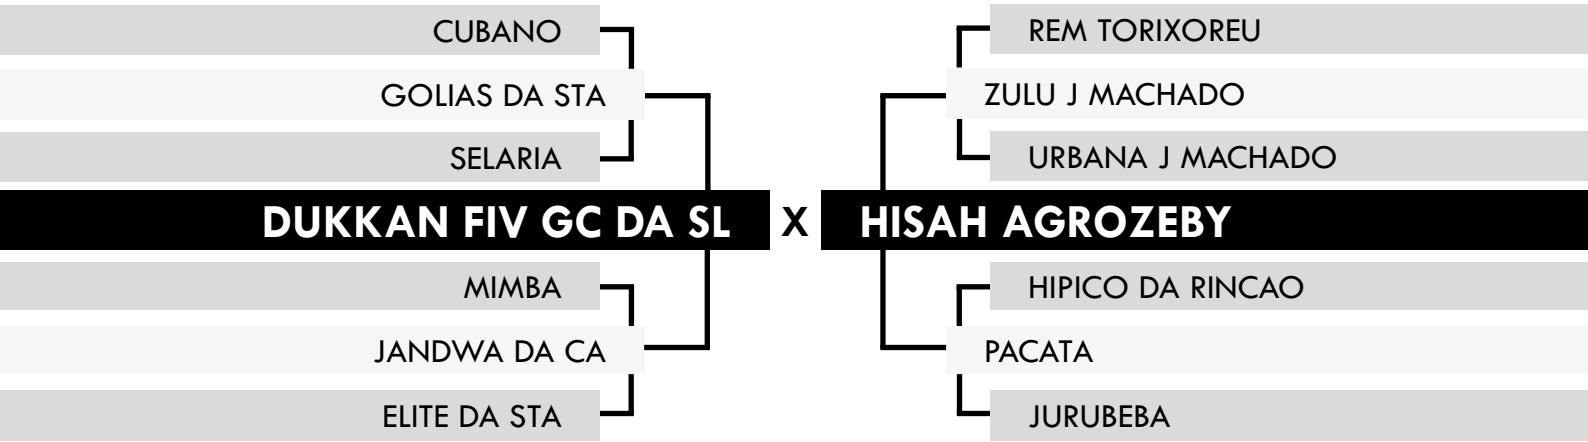 CUBANO
GOLIAS DA STA
SELARIA
DUKKAN FIV GC DA SL
MIMBA
JANDWA DA CA
ELITE DA STA
X
REM TORIXOREU
ZULU J MACHADO
URBANA J MACHADO
HISAH AGROZEBY
HIPICO DA RINCAO
PACATA
JURUBEBA